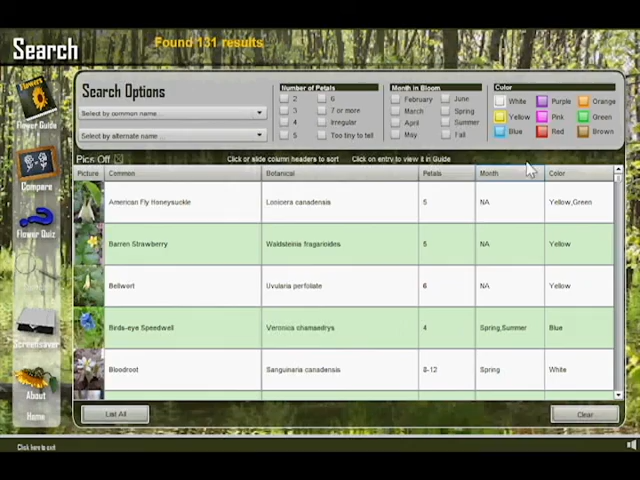 Search
Found 131 results
Flowers
Flower Guide
Compare
Flower Quiz
Screensaver
About
Home
Search Options
Select by common name...
Select by alternate name...
Number of Petals
2
6
3
7 or more
4
Irregular
5
Too tiny to tell
Month in Bloom
February
June
March
Spring
April
Summer
May
Fall
Color
White
Purple
Orange
Yellow
Pink
Green
Blue
Red
Brown
Pics Off
Click or slide column headers to sort
Click on entry to view it in Guide
Picture Common Botanical Petals Month Color
American Fly Honeysuckle Lonicera canadensis 5 NA Yellow,Green
Barren Strawberry Waldsteinia fragarioides 5 NA Yellow
Bellwort Uvularia perfoliate 6 NA Yellow
Birds-eye Speedwell Veronica chamaedrys 4 Spring,Summer Blue
Bloodroot Sanguinaria canadensis 8-12 Spring White
List All
Clear
Click here to exit